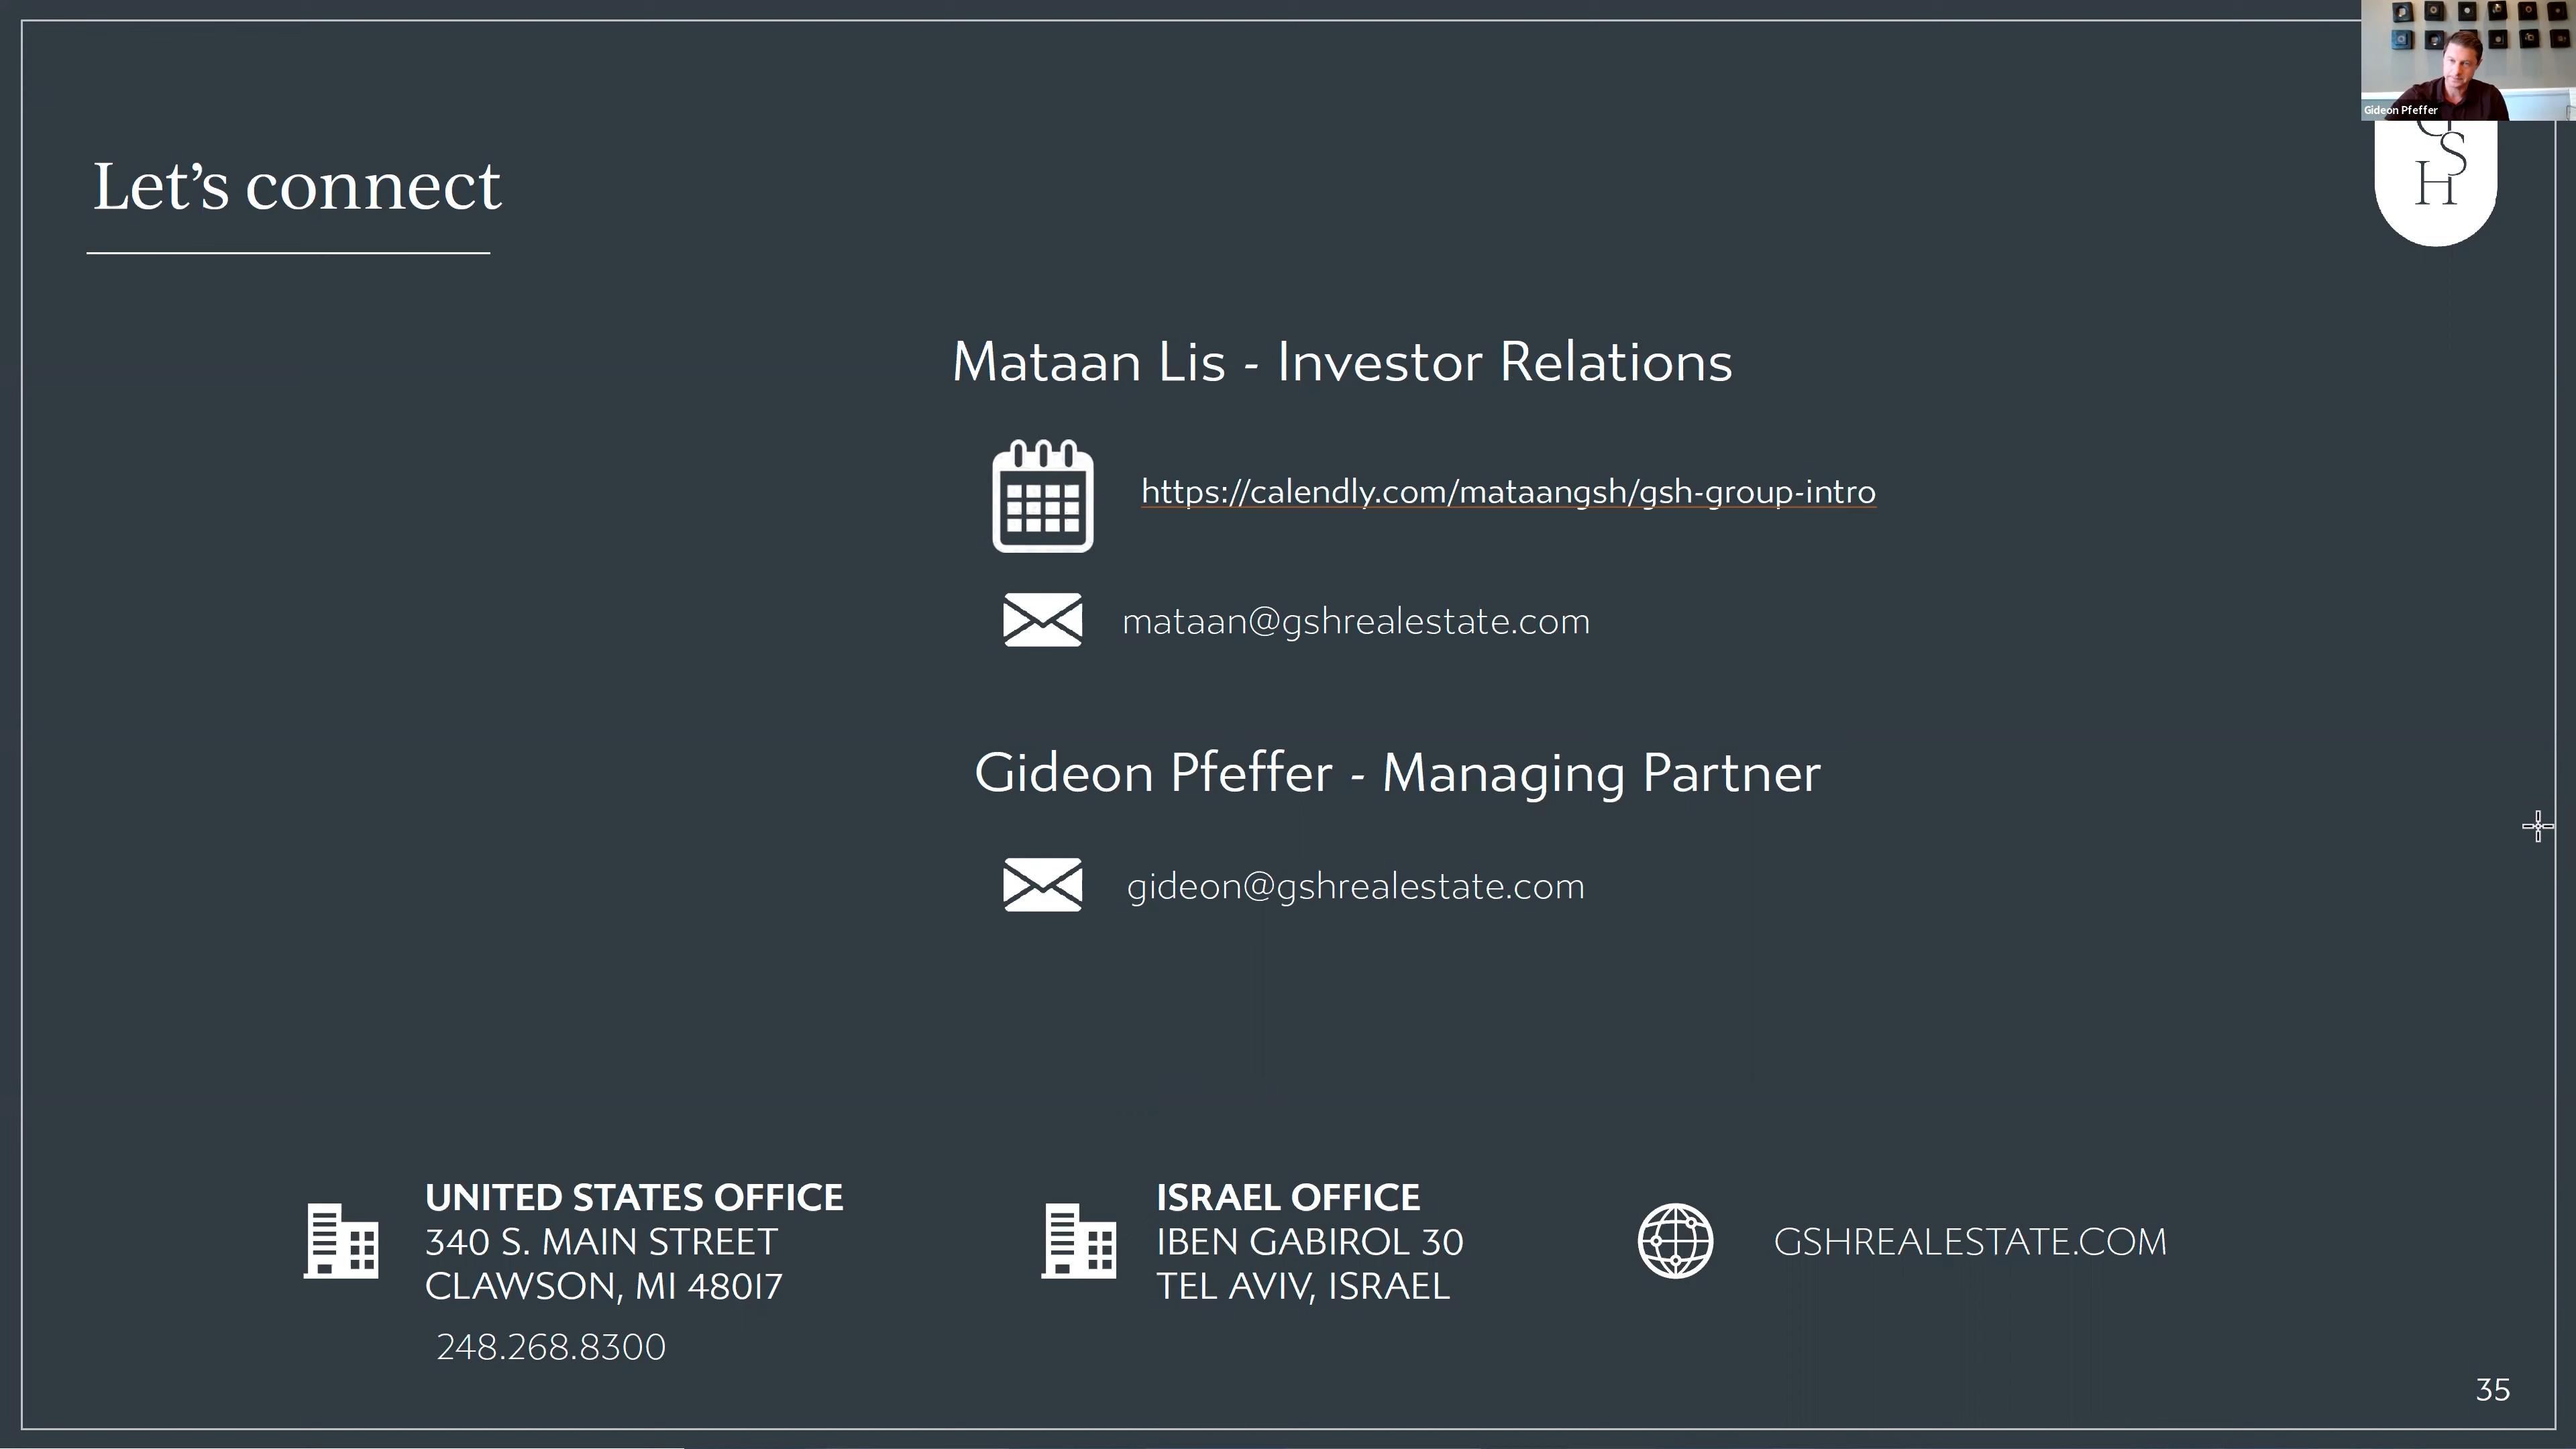 Gideon Pfeffer
G
S
H
Let’s connect
Mataan Lis - Investor Relations
https://calendly.com/mataangsh/gsh-group-intro
mataan@gshrealestate.com
Gideon Pfeffer - Managing Partner
gideon@gshrealestate.com
UNITED STATES OFFICE
340 S. MAIN STREET
CLAWSON, MI 48017
248.268.8300
ISRAEL OFFICE
IBEN GABIROL 30
TEL AVIV, ISRAEL
GSHREALESTATE.COM
35